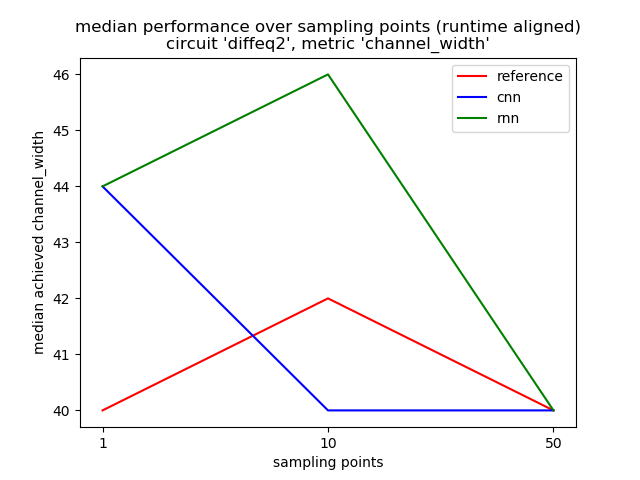 median performance over sampling points (runtime aligned)
circuit 'diffeq2', metric 'channel_width'
reference
cnn
rnn
median achieved channel_width
46
45
44
43
42
41
40
1
10
50
sampling points